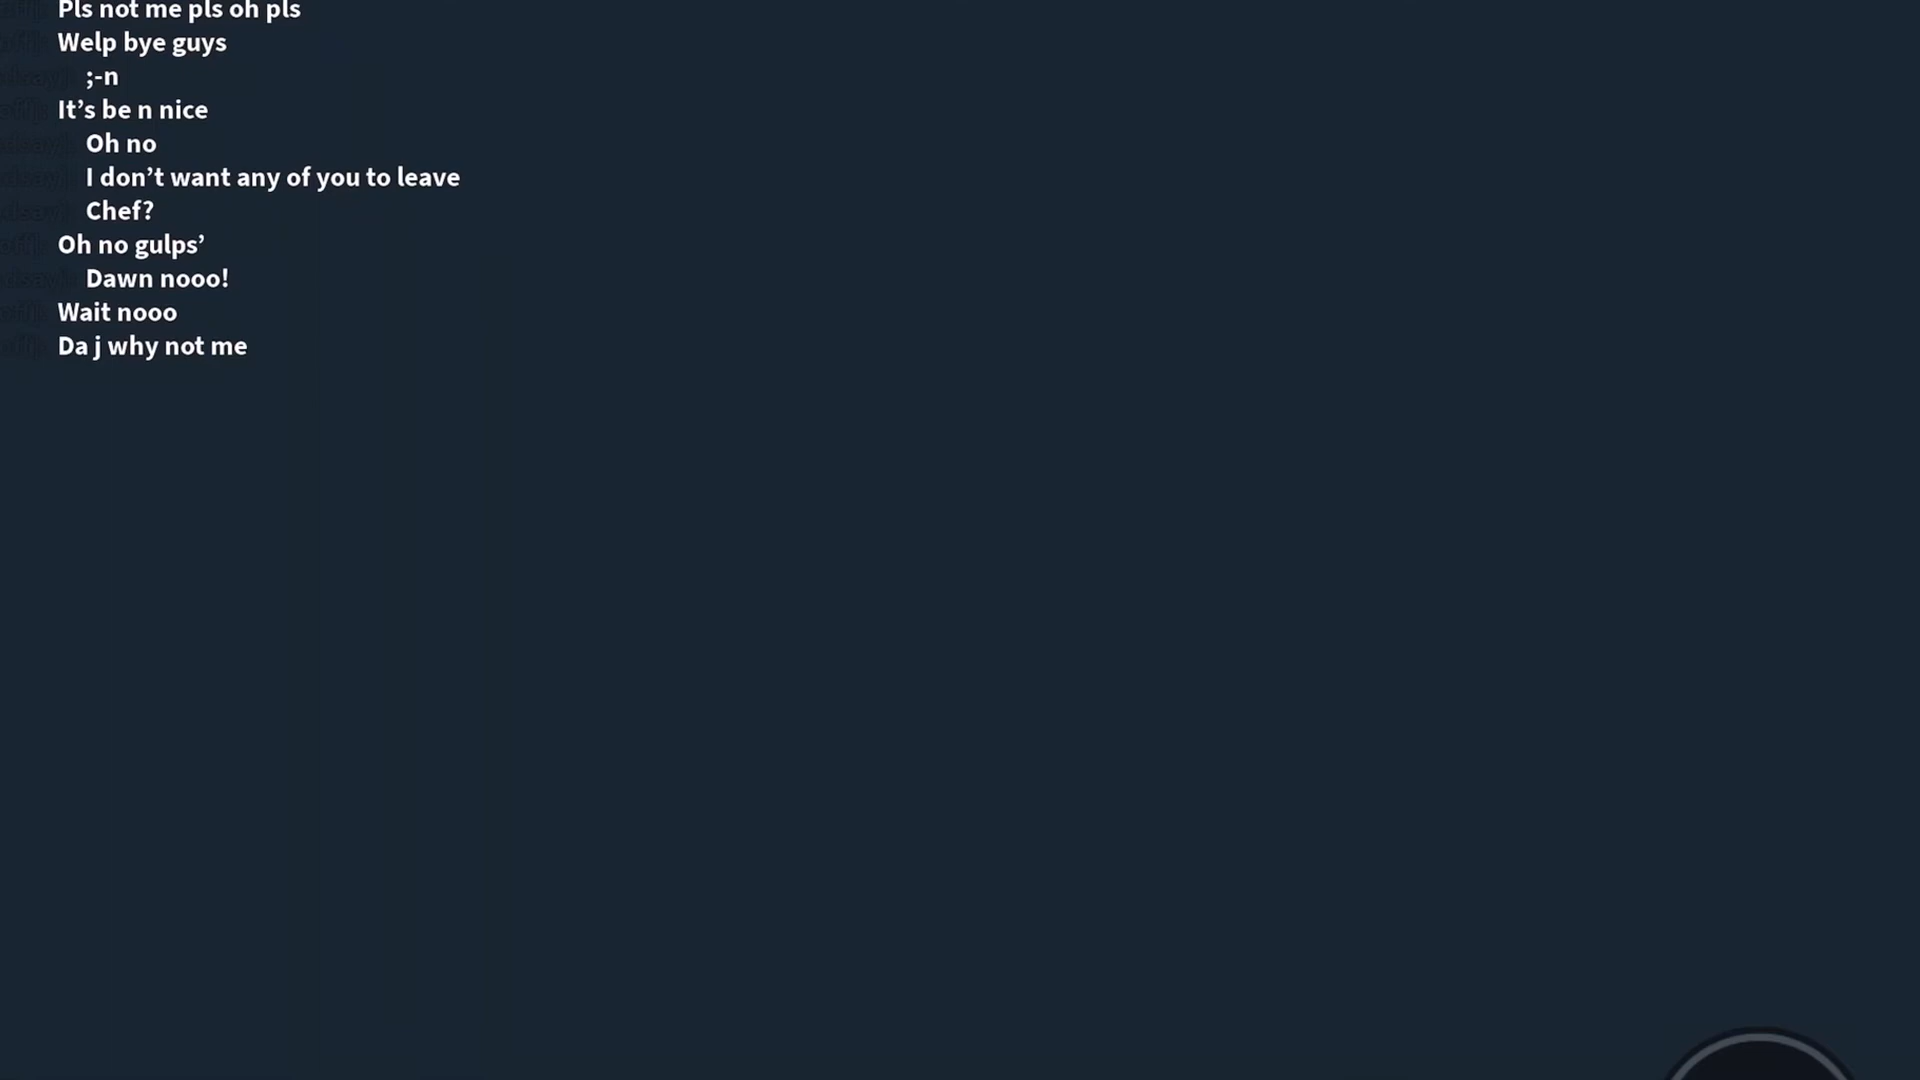 Pls not me pls oh pls
Welp bye guys
;-n
It’s be n nice
Oh no
I don’t want any of you to leave
Chef?
Oh no gulps’
Dawn nooo!
Wait nooo
Da j why not me